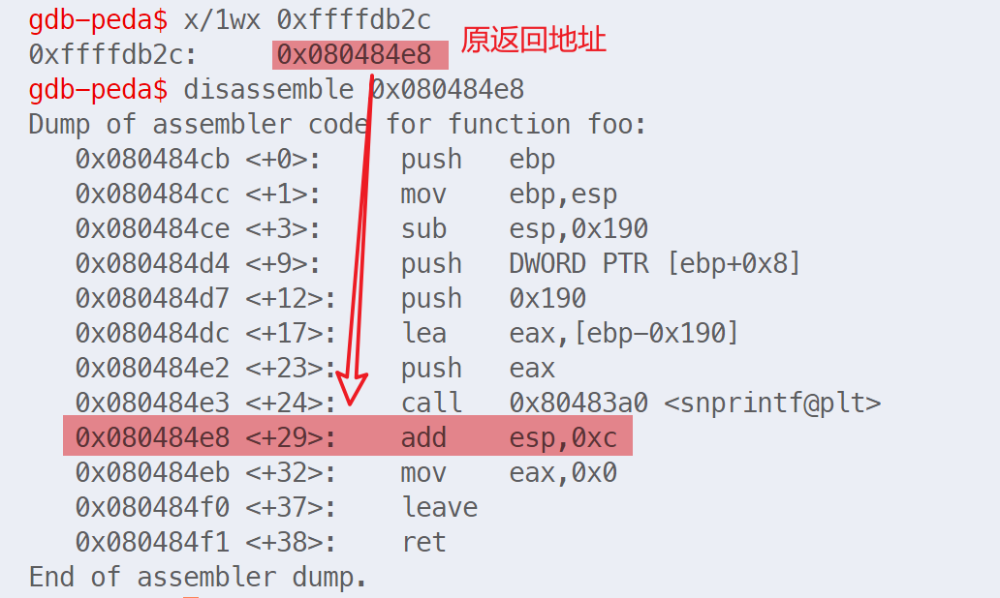 gdb-peda$ x/1wx 0xffffdb2c
0xffffdb2c: 0x080484e8 原返回地址
gdb-peda$ disassemble 0x080484e8
Dump of assembler code for function foo:
0x080484cb <+0>: push ebp
0x080484cc <+1>: mov ebp,esp
0x080484ce <+3>: sub esp,0x190
0x080484d4 <+9>: push DWORD PTR [ebp+0x8]
0x080484d7 <+12>: push 0x190
0x080484dc <+17>: lea eax,[ebp-0x190]
0x080484e2 <+23>: push eax
0x080484e3 <+24>: call 0x80483a0 <snprintf@plt>
0x080484e8 <+29>: add esp,0xc
0x080484eb <+32>: mov eax,0x0
0x080484f0 <+37>: leave
0x080484f1 <+38>: ret
End of assembler dump.